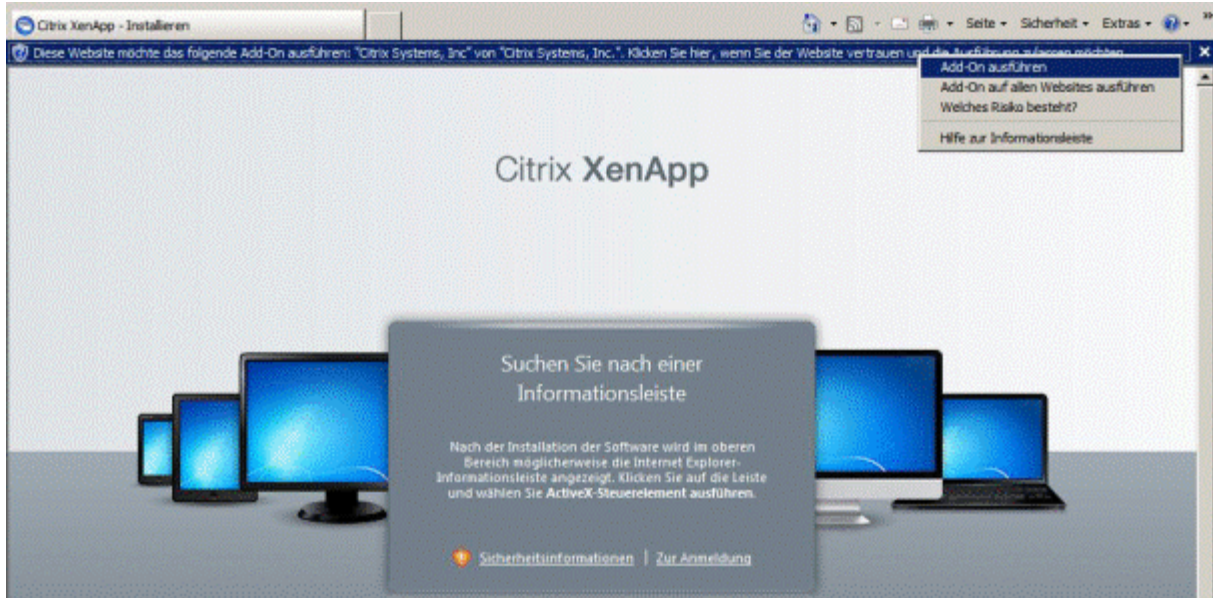 Citrix XenApp - Installieren
Seite Sicherheit Extras
Diese Website möchte das folgende Add-On ausführen: "Citrix Systems, Inc" von "Citrix Systems, Inc.". Klicken Sie hier, wenn Sie der Website vertrauen und die Ausführung zulassen möchten
Add-On ausführen
Add-On auf allen Websites ausführen
Welches Risiko besteht?
Hilfe zur Informationsleiste
Citrix XenApp
Suchen Sie nach einer
Informationsleiste
Nach der Installation der Software wird im oberen
Bereich möglicherweise die Internet Explorer-
Informationsleiste angezeigt. Klicken Sie auf die Leiste
und wählen Sie ActiveX-Steuerelement ausführen.
Sicherheitsinformationen | Zur Anmeldung